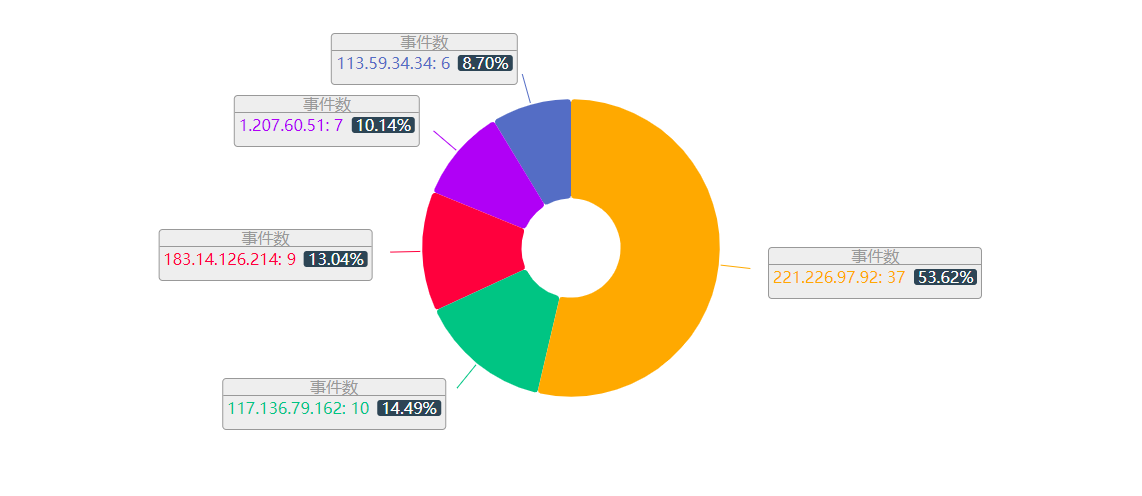 事件数
113.59.34.34: 6 8.70%
事件数
1.207.60.51: 7 10.14%
事件数
183.14.126.214: 9 13.04%
事件数
221.226.97.92: 37 53.62%
事件数
117.136.79.162: 10 14.49%